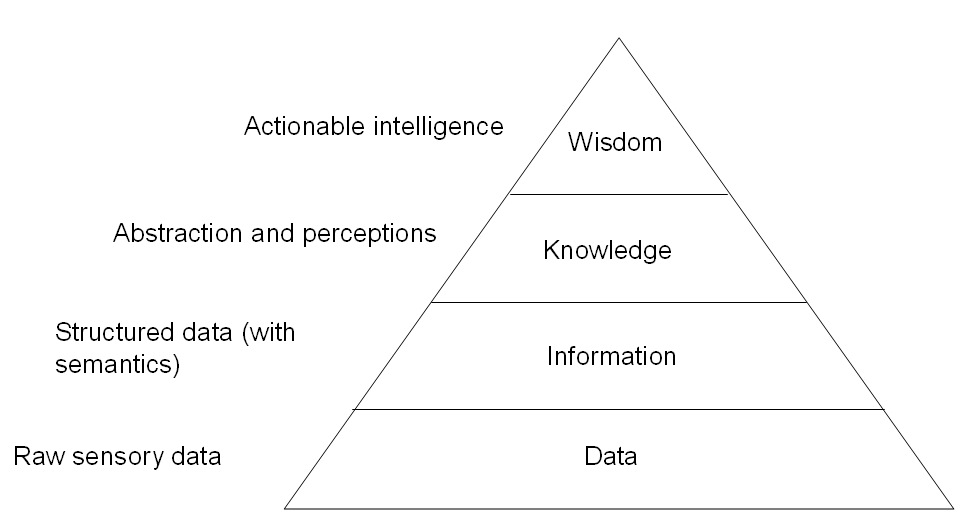 Actionable intelligence
Wisdom
Abstraction and perceptions
Knowledge
Structured data (with
semantics)
Information
Raw sensory data
Data